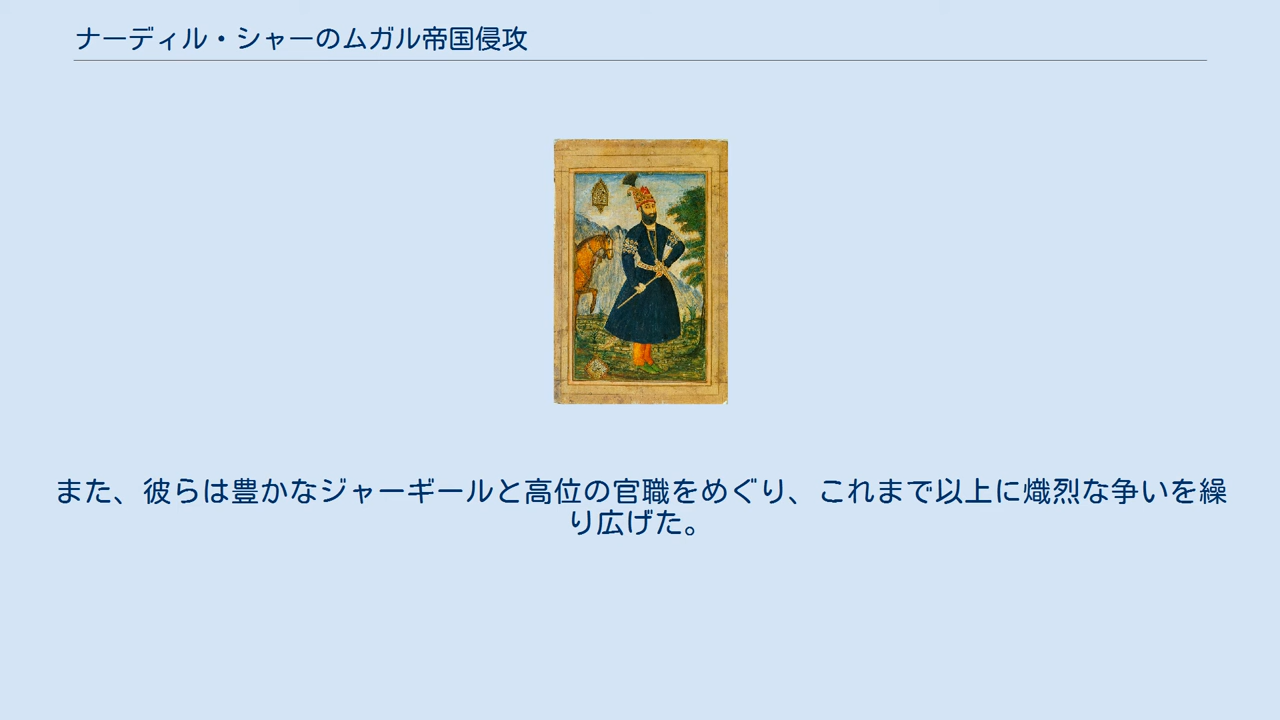 ナーディル・シャーのムガル帝国侵攻
また、彼らは豊かなジャーギールと高位の官職をめぐり、これまで以上に熾烈な争いを繰
り広げた。